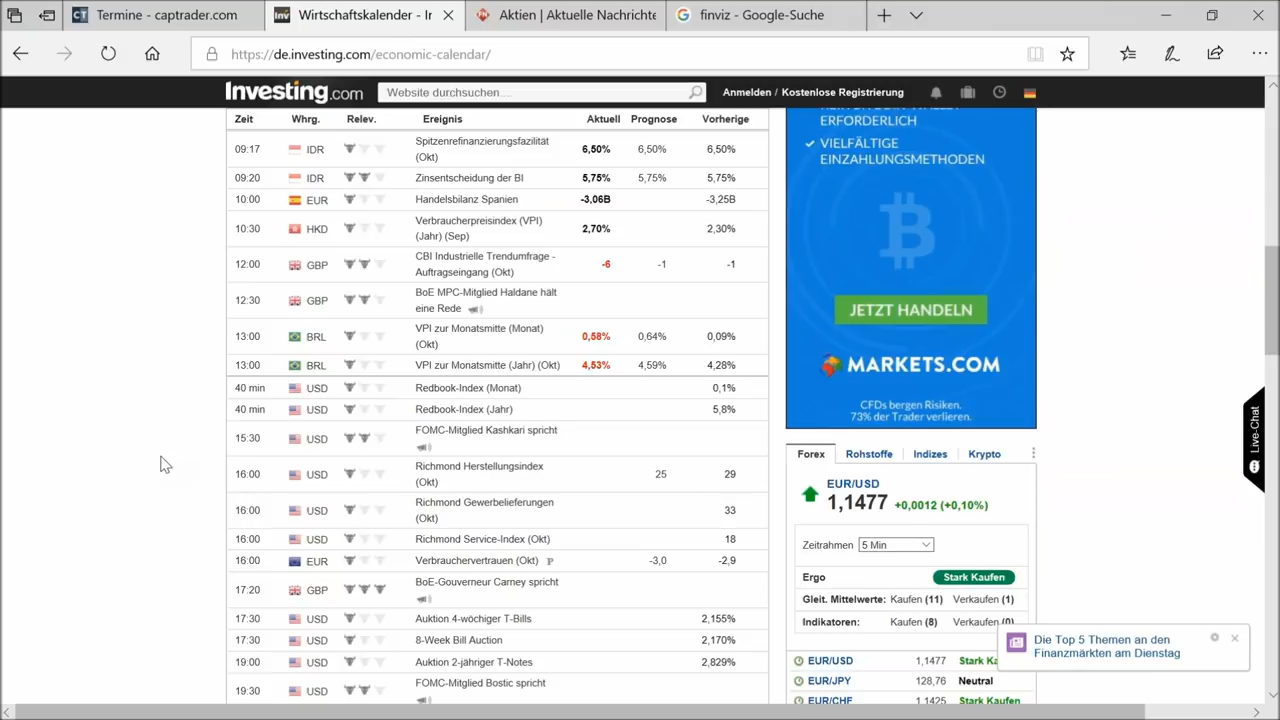 Termine - captrader.com
Wirtschaftskalender - Ir
Aktien | Aktuelle Nachrichte
finviz - Google-Suche
https://de.investing.com/economic-calendar/
Investing.com
Website durchsuchen...
Anmelden / Kostenlose Registrierung
Zeit Whrg. Relev. Ereignis Aktuell Prognose Vorherige
09:17 IDR Spitzenrefinanzierungsfazilität 6,50% 6,50% 6,50%
(Okt)
09:20 IDR Zinsentscheidung der BI 5,75% 5,75% 5,75%
10:00 EUR Handelsbilanz Spanien -3,06B -3,25B
10:30 HKD Verbraucherpreisindex (VPI) 2,70% 2,30%
(Jahr) (Sep)
12:00 GBP CBI Industrielle Trendumfrage - -6 -1 -1
Auftragseingang (Okt)
12:30 GBP BoE MPC-Mitglied Haldane hält
eine Rede
13:00 BRL VPI zur Monatsmitte (Monat) 0,58% 0,64% 0,09%
(Okt)
13:00 BRL VPI zur Monatsmitte (Jahr) (Okt) 4,53% 4,59% 4,28%
40 min USD Redbook-Index (Monat) 0,1%
40 min USD Redbook-Index (Jahr) 5,8%
15:30 USD FOMC-Mitglied Kashkari spricht
16:00 USD Richmond Herstellungsindex 25 29
(Okt)
16:00 USD Richmond Gewerbelieferungen 33
(Okt)
16:00 USD Richmond Service-Index (Okt) 18
16:00 EUR Verbrauchervertrauen (Okt) P -3,0 -2,9
17:20 GBP BoE-Gouverneur Carney spricht
17:30 USD Auktion 4-wöchiger T-Bills 2,155%
17:30 USD 8-Week Bill Auction 2,170%
19:00 USD Auktion 2-jähriger T-Notes 2,829%
19:30 USD FOMC-Mitglied Bostic spricht
ERFORDERLICH
VIELFÄLTIGE
EINZAHLUNGSMETHODEN
JETZT HANDELN
MARKETS.COM
CFDs bergen Risiken.
73% der Trader verlieren.
Live-Chat
Forex Rohstoffe Indizes Krypto
EUR/USD
1,1477 +0,0012 (+0,10%)
Zeitrahmen 5 Min
Ergo Stark Kaufen
Gleit. Mittelwerte: Kaufen (11) Verkaufen (1)
Indikatoren: Kaufen (8) Verkaufen (0)
EUR/USD 1,1477 Stark Ka
EUR/JPY 128,76 Neutral
EUR/CHF 1,1425 Stark Kaufen
Die Top 5 Themen an den
Finanzmärkten am Dienstag